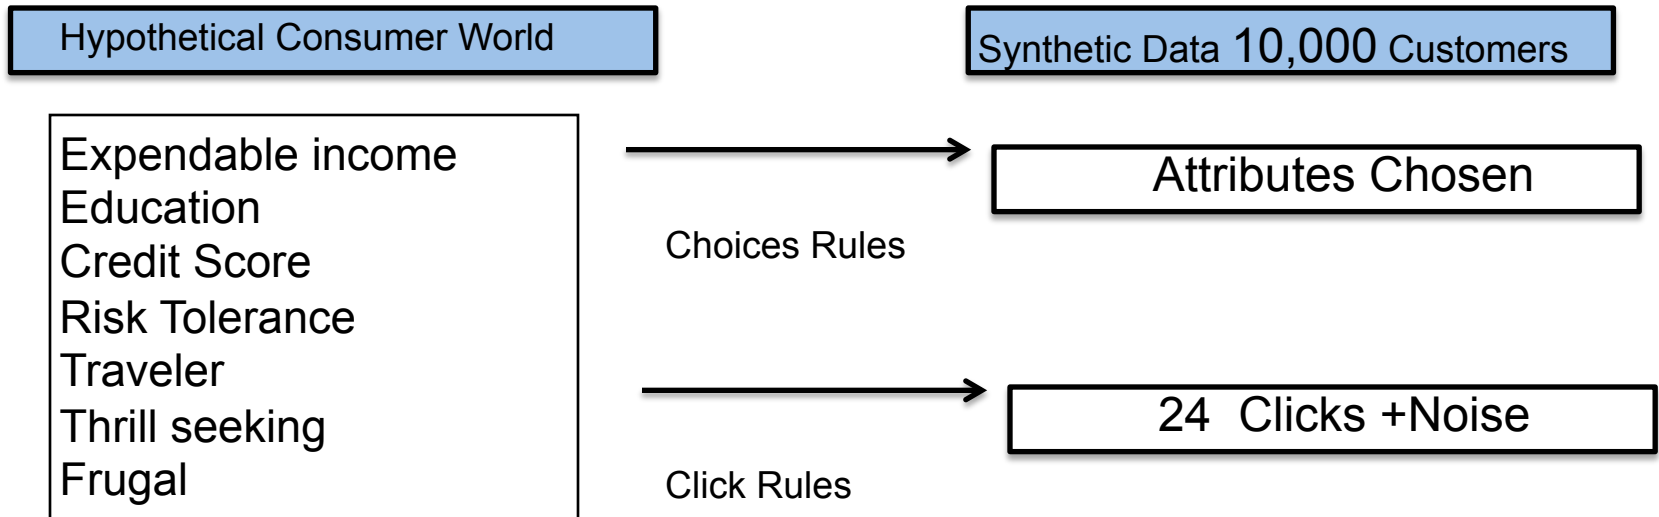 Hypothetical Consumer World
Synthetic Data 10,000 Customers
Expendable income
Education
Credit Score
Risk Tolerance
Traveler
Thrill seeking
Frugal
Choices Rules
Click Rules
Attributes Chosen
24 Clicks +Noise